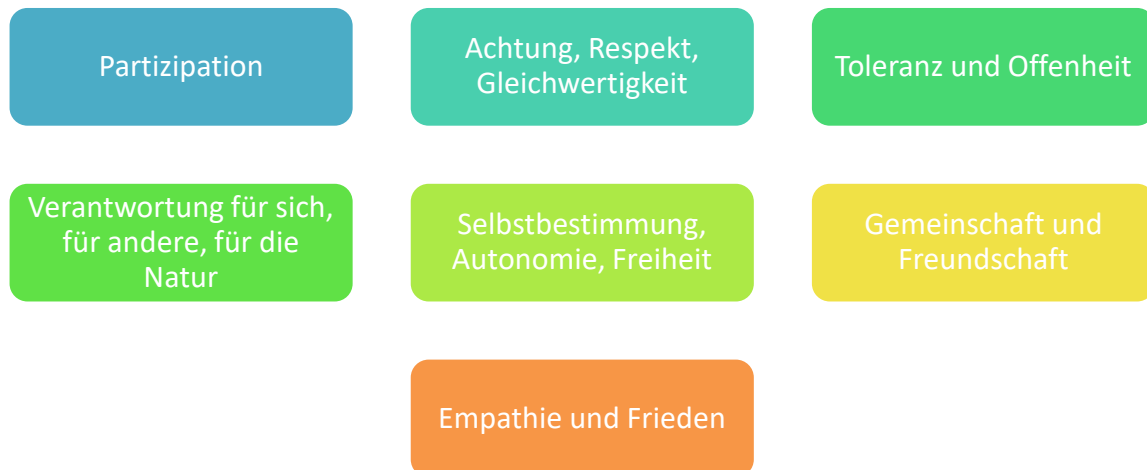 Partizipation
Achtung, Respekt,
Gleichwertigkeit
Toleranz und Offenheit
Verantwortung für sich,
für andere, für die
Natur
Selbstbestimmung,
Autonomie, Freiheit
Gemeinschaft und
Freundschaft
Empathie und Frieden